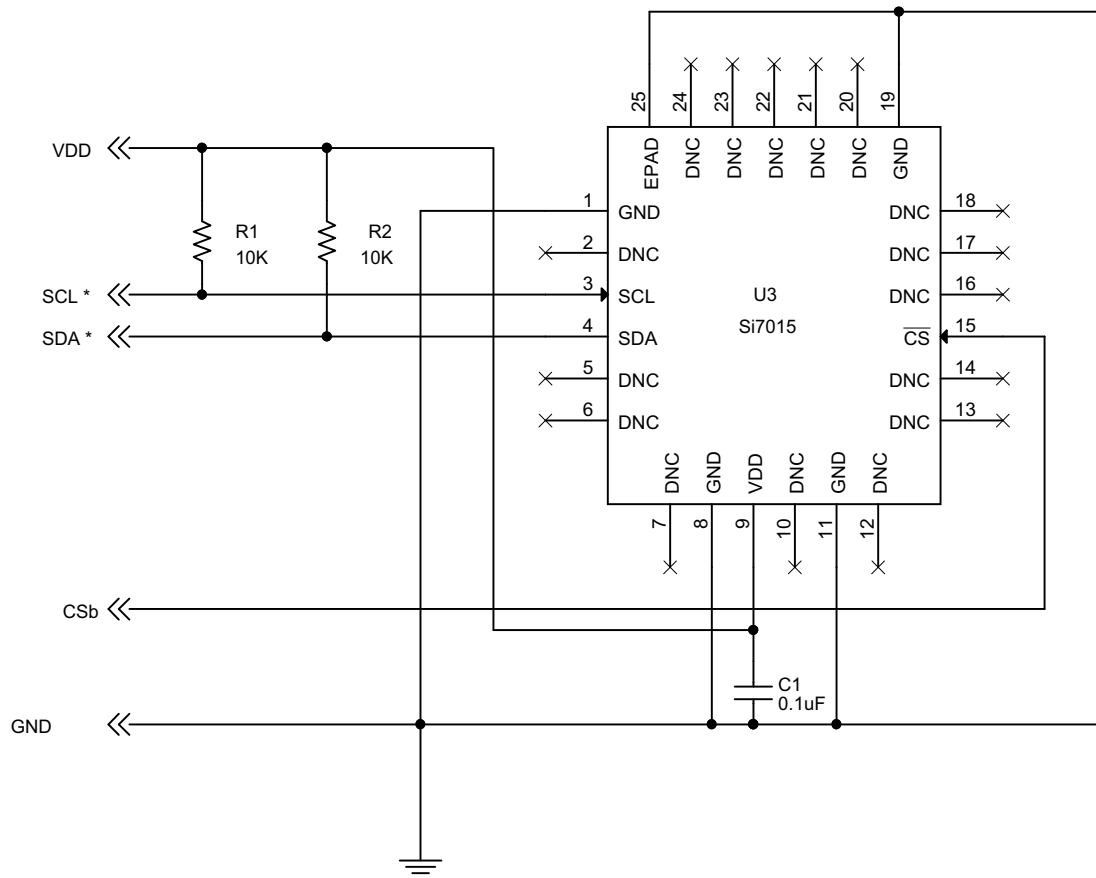 25
24
23
22
21
20
19
EPAD
DNC
DNC
DNC
DNC
DNC
GND
VDD
R1
10K
R2
10K
SCL *
SDA *
1
2
3
4
5
6
GND
DNC
SCL
SDA
DNC
DNC
U3
Si7015
DNC
DNC
DNC
CS
DNC
DNC
18
17
16
15
14
13
DNC
GND
VDD
DNC
GND
DNC
7
8
9
10
11
12
CSb
C1
0.1uF
GND